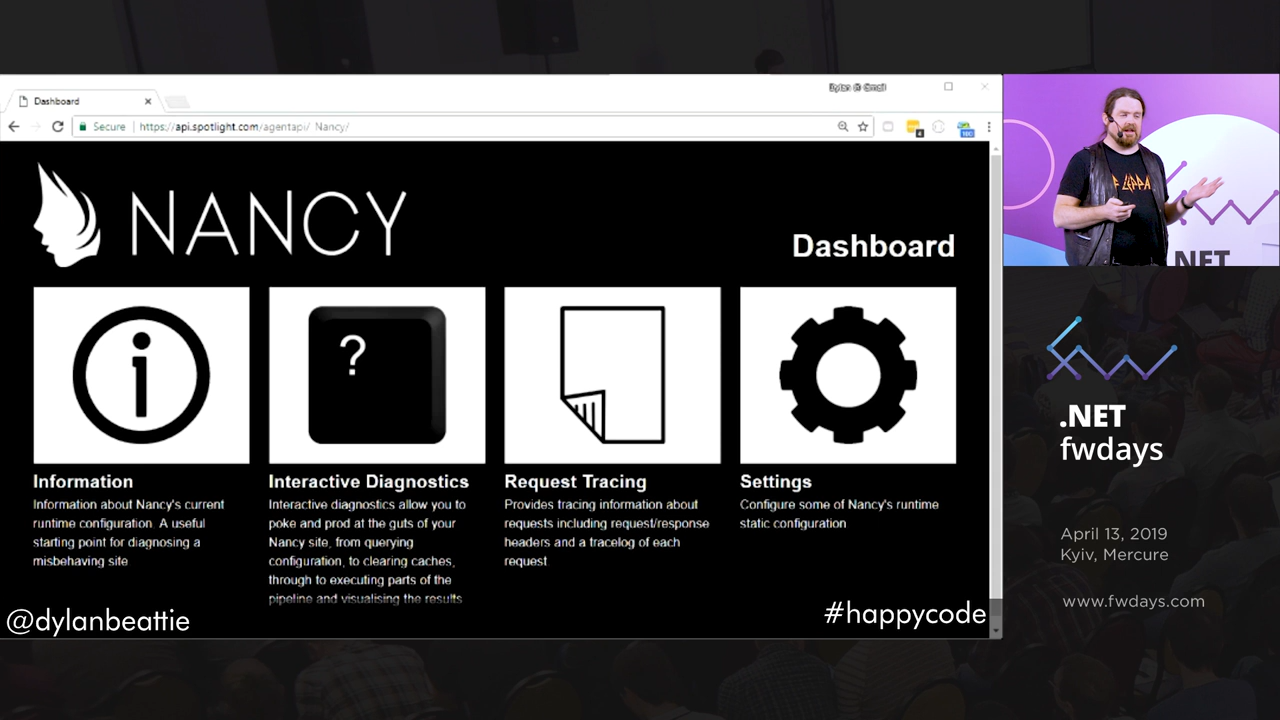 Dashboard
Secure
https://api.spotlight.com/agentapi/_Nancy/
NANCY
Dashboard
?
Information
Information about Nancy's current
runtime configuration. A useful
starting point for diagnosing a
misbehaving site
Interactive Diagnostics
Interactive diagnostics allow you to
poke and prod at the guts of your
Nancy site, from querying
configuration, to clearing caches,
through to executing parts of the
pipeline and visualising the results
Request Tracing
Provides tracing information about
requests including request/response
headers and a tracelog of each
request
Settings
Configure some of Nancy's runtime
static configuration
@dylanbeattie
#happycode
.NET
.NET
fwdays
April 13, 2019
Kyiv, Mercure
www.fwdays.com